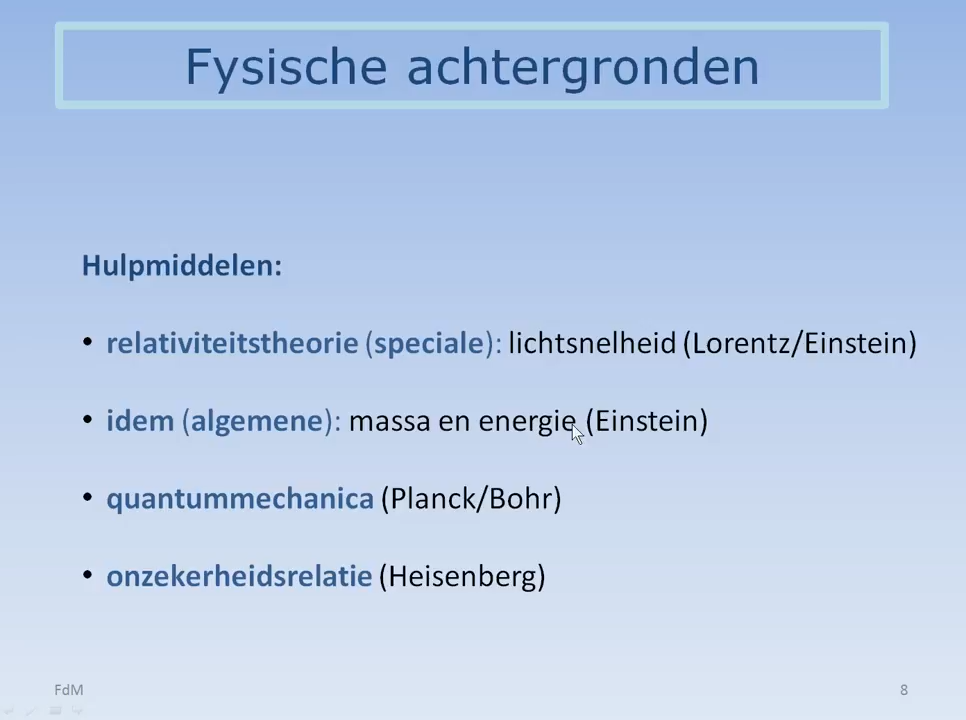 Fysische achtergronden
Hulpmiddelen:
• relativiteitstheorie (speciale): lichtsnelheid (Lorentz/Einstein)
• idem (algemene): massa en energie (Einstein)
• quantummechanica (Planck/Bohr)
• onzekerheidsrelatie (Heisenberg)
FdM
8